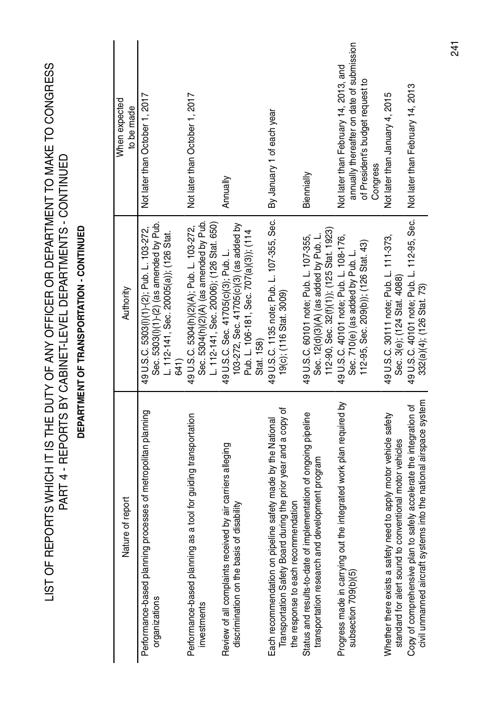 LIST OF REPORTS WHICH IT IS THE DUTY OF ANY OFFICER OR DEPARTMENT TO MAKE TO CONGRESS
PART 4 - REPORTS BY CABINET-LEVEL DEPARTMENTS - CONTINUED
DEPARTMENT OF TRANSPORTATION - CONTINUED
Nature of report
Authority
When expected
to be made
Performance-based planning processes of metropolitan planning
organizations
49 U.S.C. 5303(l)(1)-(2); Pub. L. 103-272,
Sec. 5303(l)(1)-(2) (as amended by Pub.
L. 112-141, Sec. 20005(a)); (126 Stat.
641)
Not later than October 1, 2017
Performance-based planning as a tool for guiding transportation
investments
49 U.S.C. 5304(h)(2)(A); Pub. L. 103-272,
Sec. 5304(h)(2)(A) (as amended by Pub.
L. 112-141, Sec. 20006); (126 Stat. 650)
Not later than October 1, 2017
Review of all complaints received by air carriers alleging
discrimination on the basis of disability
49 U.S.C. Sec. 41705(c)(3); Pub. L.
103-272, Sec. 41705(c)(3) (as added by
Pub. L. 106-181, Sec. 707(a)(3)); (114
Stat. 158)
Annually
Each recommendation on pipeline safety made by the National
Transportation Safety Board during the prior year and a copy of
the response to each recommendation
49 U.S.C. 1135 note; Pub. L. 107-355, Sec.
19(c); (116 Stat. 3009)
By January 1 of each year
Status and results-to-date of implementation of ongoing pipeline
transportation research and development program
49 U.S.C. 60101 note; Pub. L. 107-355,
Sec. 12(d)(3)(A) (as added by Pub. L.
112-90, Sec. 32(f)(1)); (125 Stat. 1923)
Biennially
Progress made in carrying out the integrated work plan required by
subsection 709(b)(5)
49 U.S.C. 40101 note; Pub. L. 108-176,
Sec. 710(e) (as added by Pub. L.
112-95, Sec. 209(b)); (126 Stat. 43)
Not later than February 14, 2013, and
annually thereafter on date of submission
of President's budget request to
Congress
Whether there exists a safety need to apply motor vehicle safety
standard for alert sound to conventional motor vehicles
49 U.S.C. 30111 note; Pub. L. 111-373,
Sec. 3(e); (124 Stat. 4088)
Not later than January 4, 2015
Copy of comprehensive plan to safely accelerate the integration of
civil unmanned aircraft systems into the national airspace system
49 U.S.C. 40101 note; Pub. L. 112-95, Sec.
332(a)(4); (126 Stat. 73)
Not later than February 14, 2013
241